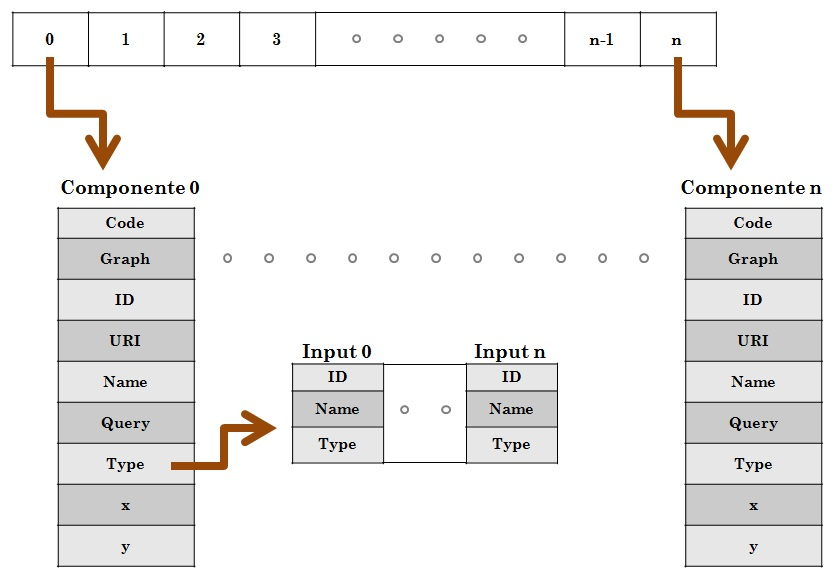 0 1 2 3 n-1 n
Componente 0 Componente n
Code Code
Graph Graph
ID ID
URI URI
Input 0 Input n
ID ID
Name Name
Name Name
Query Query
Type Type
Type Type
x x
y y